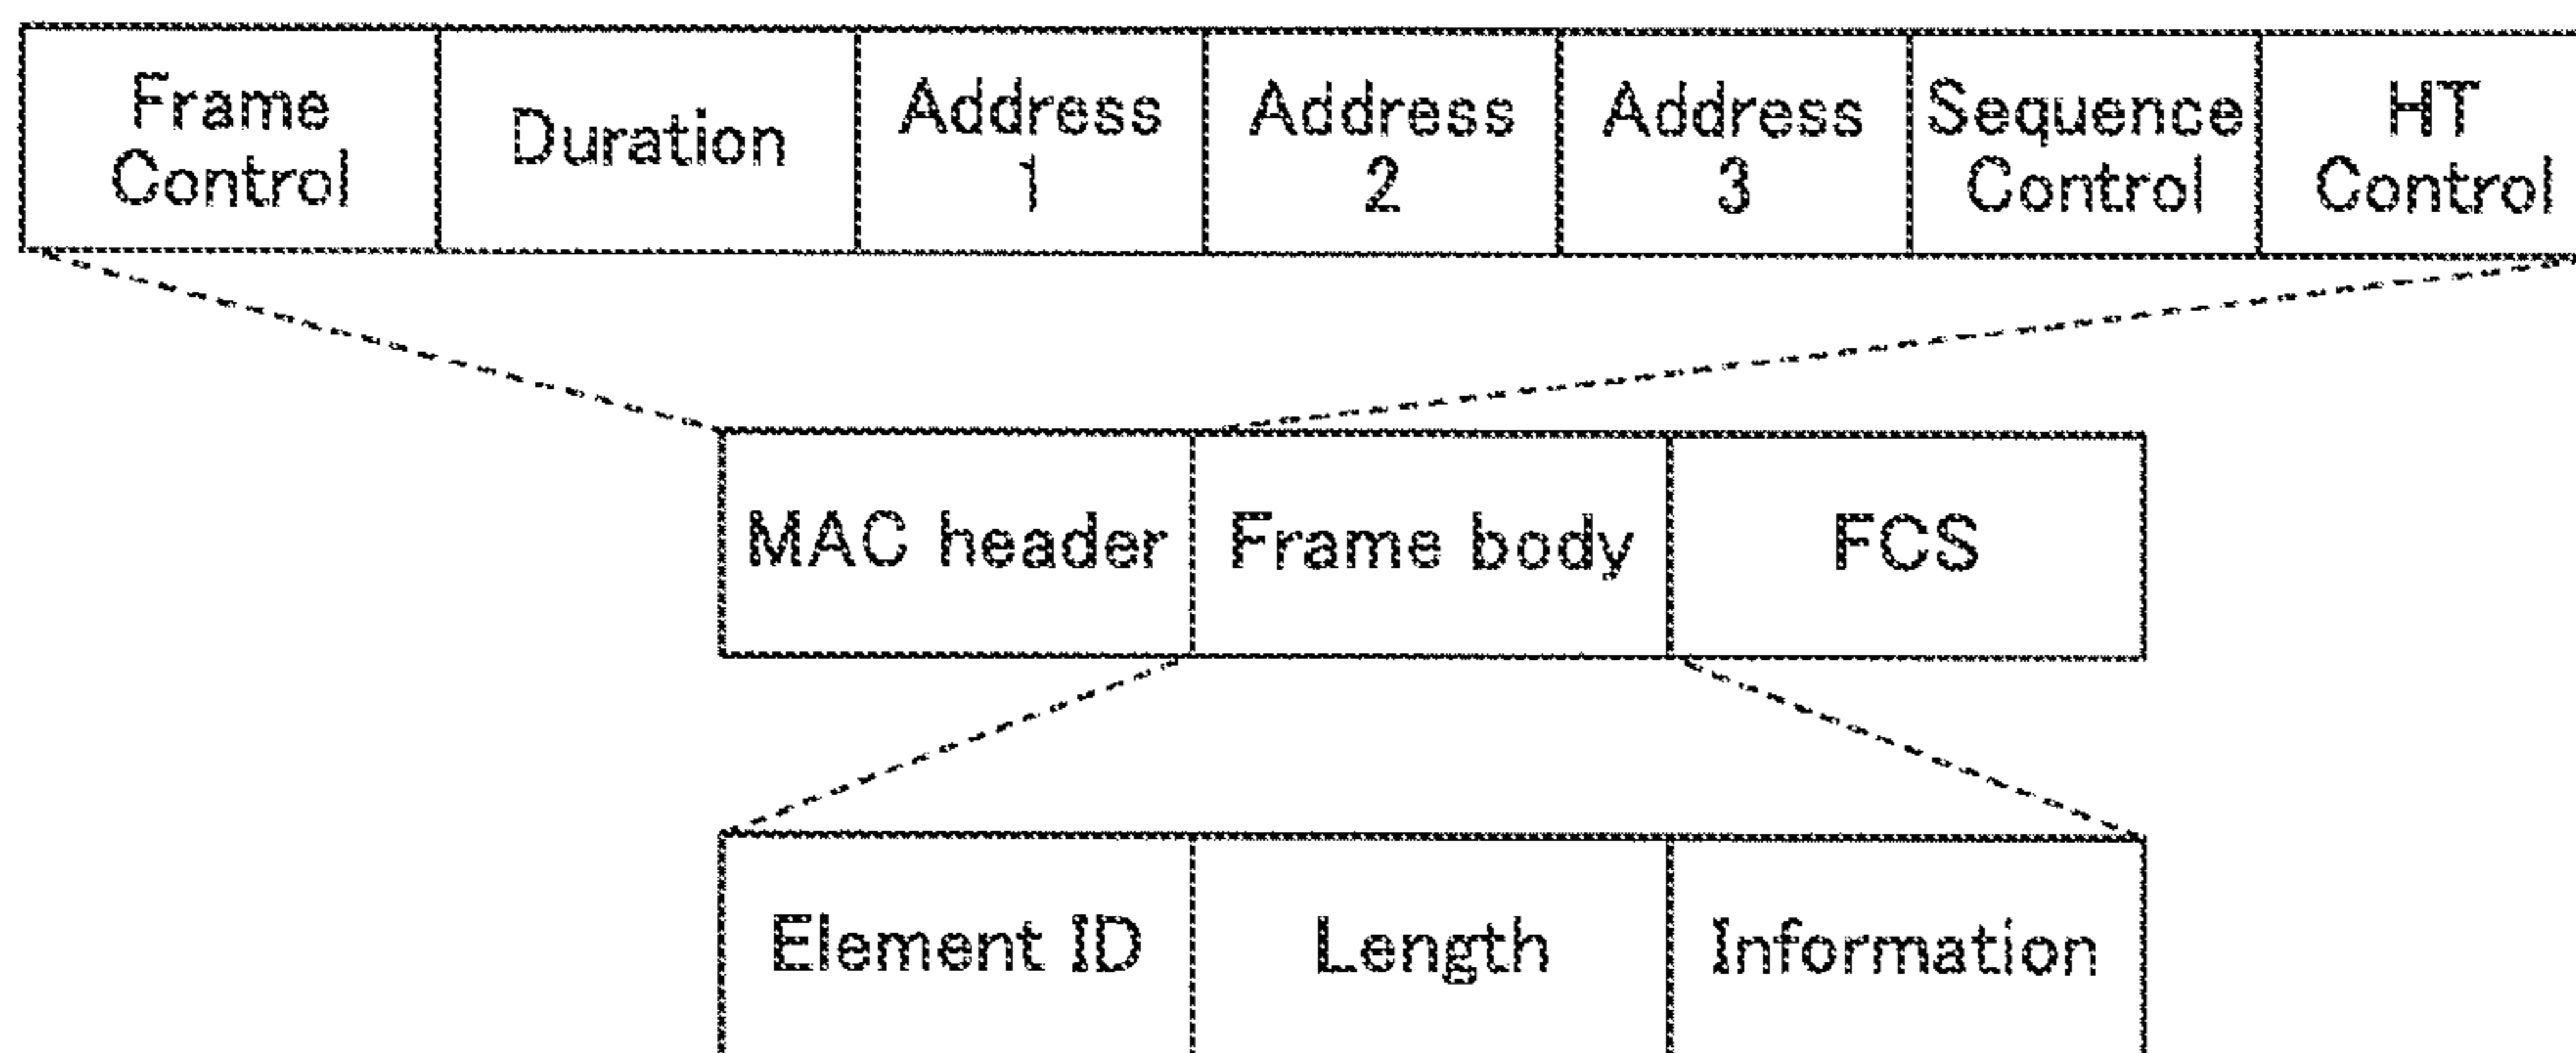 Frame Control
Duration
Address 1
Address 2
Address 3
Sequence Control
HT Control
MAC header
Frame body
FCS
Element ID
Length
Information